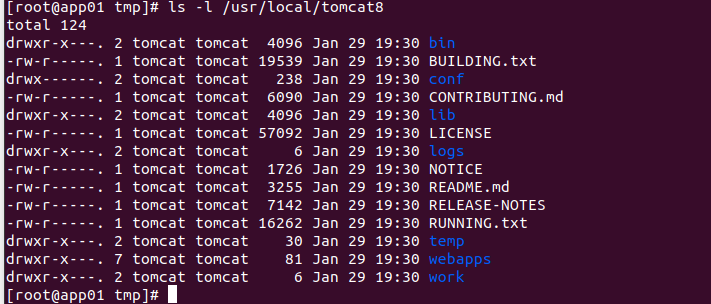 [root@app01 tmp]# ls -l /usr/local/tomcat8
total 124
drwxr-x---. 2 tomcat tomcat  4096 Jan 29 19:30 bin
-rw-r-----. 1 tomcat tomcat 19539 Jan 29 19:30 BUILDING.txt
drwx------. 2 tomcat tomcat   238 Jan 29 19:30 conf
-rw-r-----. 1 tomcat tomcat  6090 Jan 29 19:30 CONTRIBUTING.md
drwxr-x---. 2 tomcat tomcat  4096 Jan 29 19:30 lib
-rw-r-----. 1 tomcat tomcat 57092 Jan 29 19:30 LICENSE
drwxr-x---. 2 tomcat tomcat     6 Jan 29 19:30 logs
-rw-r-----. 1 tomcat tomcat  1726 Jan 29 19:30 NOTICE
-rw-r-----. 1 tomcat tomcat  3255 Jan 29 19:30 README.md
-rw-r-----. 1 tomcat tomcat  7142 Jan 29 19:30 RELEASE-NOTES
-rw-r-----. 1 tomcat tomcat 16262 Jan 29 19:30 RUNNING.txt
drwxr-x---. 2 tomcat tomcat    30 Jan 29 19:30 temp
drwxr-x---. 7 tomcat tomcat    81 Jan 29 19:30 webapps
drwxr-x---. 2 tomcat tomcat     6 Jan 29 19:30 work
[root@app01 tmp]#